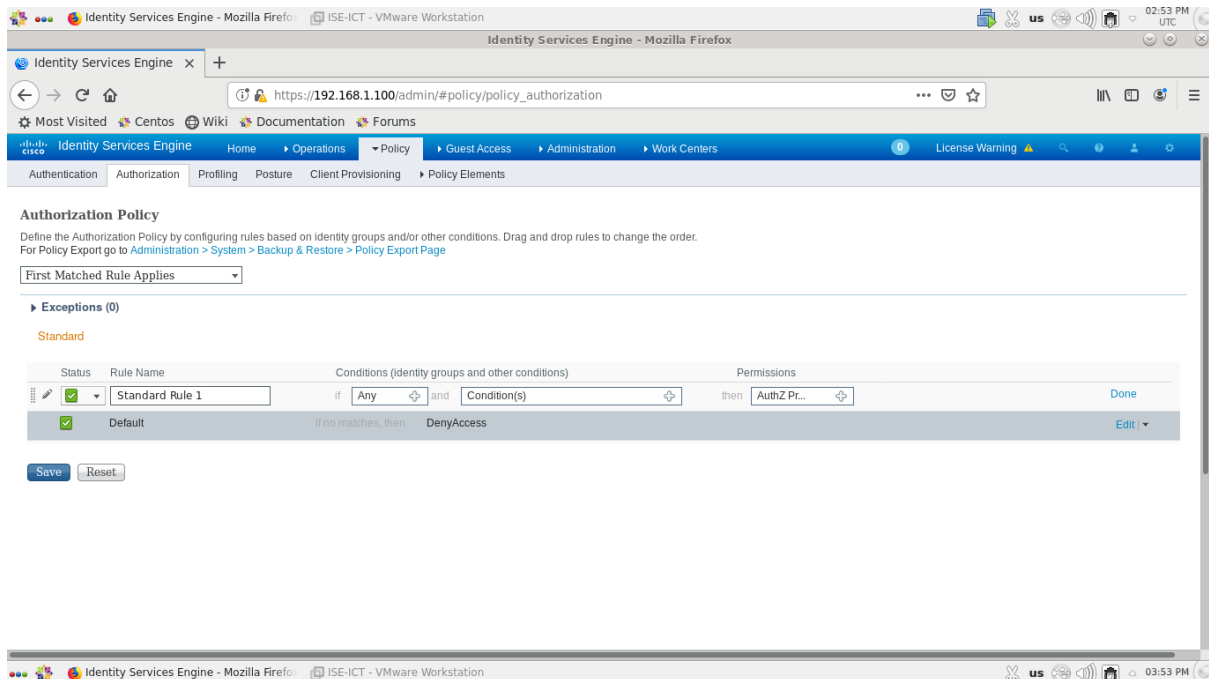 Identity Services Engine - Mozilla Firefo ISE-ICT - VMware Workstation us 02:53 PM
UTC
Identity Services Engine - Mozilla Firefox
Identity Services Engine × +
https://192.168.1.100/admin/#policy/policy_authorization
Most Visited Centos Wiki Documentation Forums
CISCO Identity Services Engine Home Operations Policy Guest Access Administration Work Centers 0 License Warning
Authentication Authorization Profiling Posture Client Provisioning Policy Elements
Authorization Policy
Define the Authorization Policy by configuring rules based on identity groups and/or other conditions. Drag and drop rules to change the order.
For Policy Export go to Administration > System > Backup & Restore > Policy Export Page
First Matched Rule Applies
Exceptions (0)
Standard
Status Rule Name Conditions (identity groups and other conditions) Permissions
Standard Rule 1 if Any and Condition(s) then AuthZ Pr... Done
Default if no matches, then DenyAccess Edit |
Save Reset
Identity Services Engine - Mozilla Firefo ISE-ICT - VMware Workstation us 03:53 PM